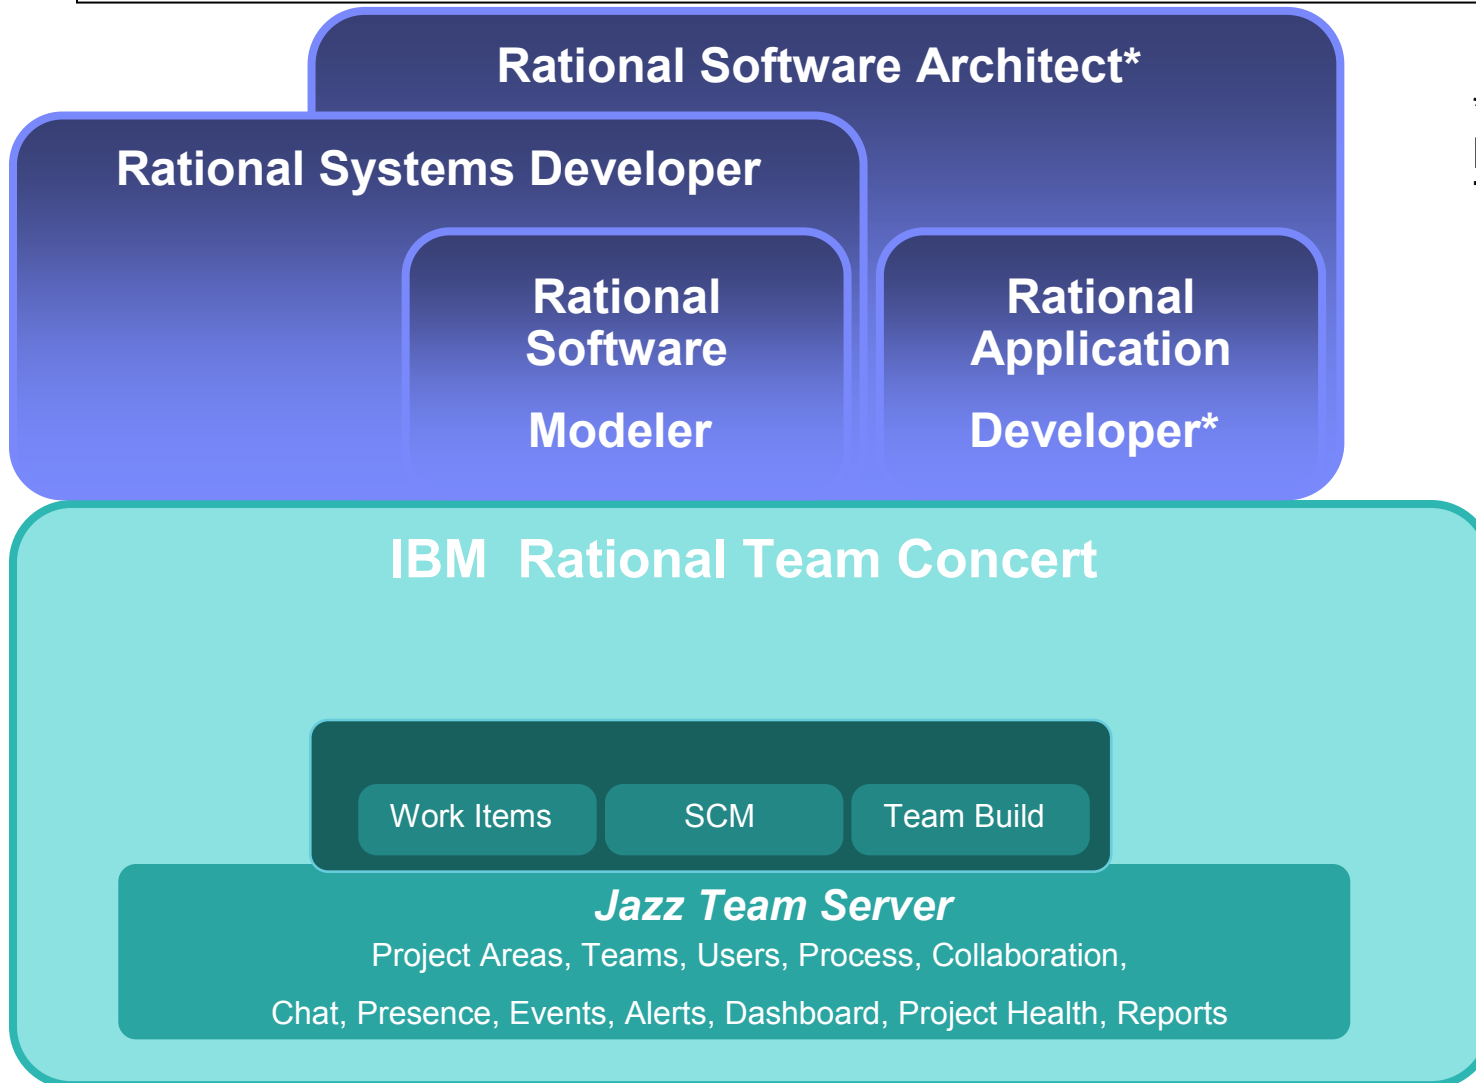 Rational Software Architect*
Rational Systems Developer
Rational
Software
Modeler
Rational
Application
Developer*
IBM  Rational Team Concert
Work Items
SCM
Team Build
Jazz Team Server
Project Areas, Teams, Users, Process, Collaboration,
Chat, Presence, Events, Alerts, Dashboard, Project Health, Reports